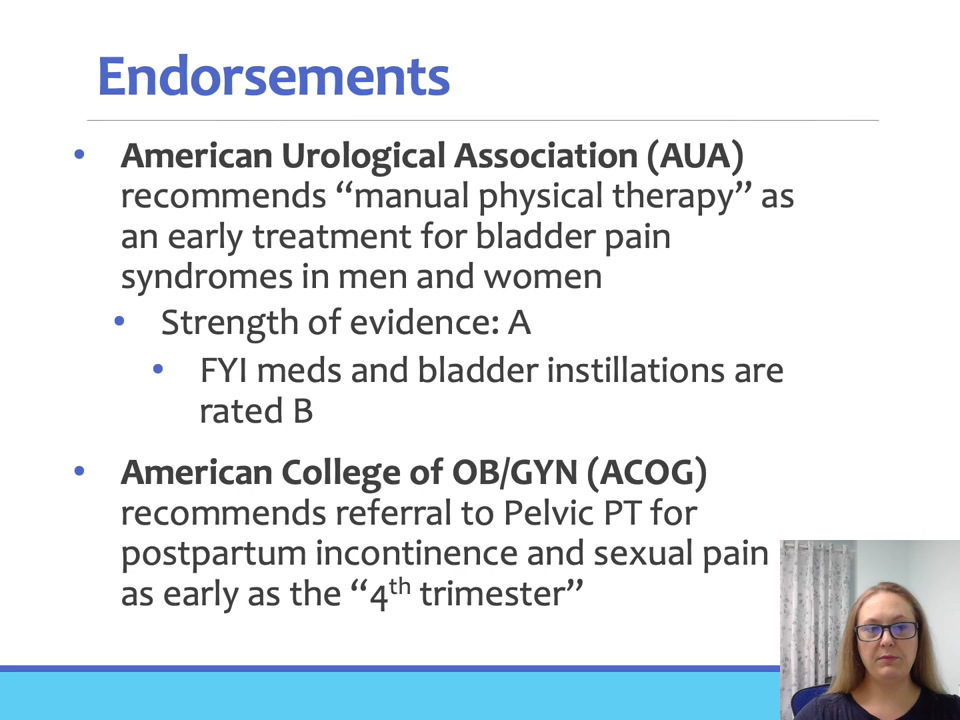 Endorsements
• American Urological Association (AUA)
recommends “manual physical therapy” as
an early treatment for bladder pain
syndromes in men and women
• Strength of evidence: A
• FYI meds and bladder instillations are
rated B
• American College of OB/GYN (ACOG)
recommends referral to Pelvic PT for
postpartum incontinence and sexual pain
as early as the “4th trimester”